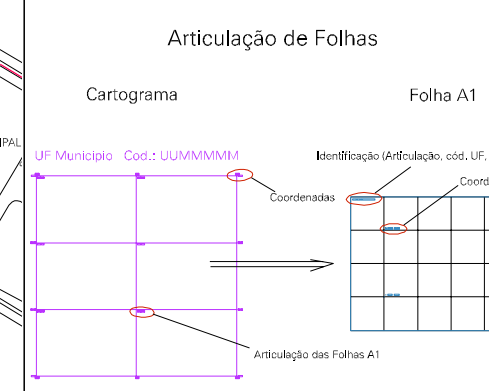 Articulação de Folhas
Cartograma
Folha A1
IPAL
UF Municipio Cod.: UUMMMMM
Identificação (Articulação, cód. UF,
Coord
Coordenadas
Articulação das Folhas A1